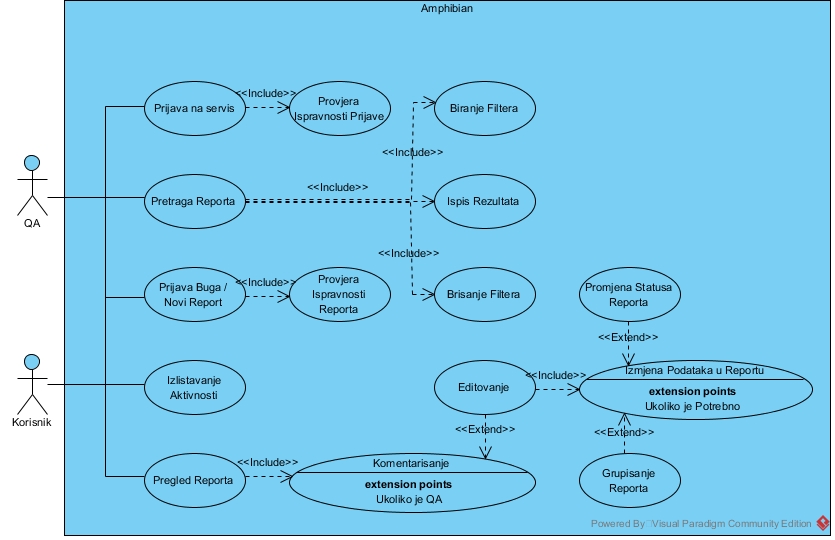 Amphibian
QA
Korisnik
Prijava na servis
<<Include>>
Provjera
Ispravnosti Prijave
Biranje Filtera
<<Include>>
Pretraga Reporta
<<Include>>
Ispis Rezultata
<<Include>>
Prijava Buga /
Novi Report
<<Include>>
Provjera
Ispravnosti
Reporta
Brisanje Filtera
Promjena Statusa
Reporta
<<Extend>>
Izlistavanje
Aktivnosti
Editovanje
<<Include>>
Izmjena Podataka u Reportu
extension points
Ukoliko je Potrebno
<<Extend>>
<<Extend>>
Pregled Reporta
<<Include>>
Komentarisanje
extension points
Ukoliko je QA
Grupisanje
Reporta
Powered By Visual Paradigm Community Edition